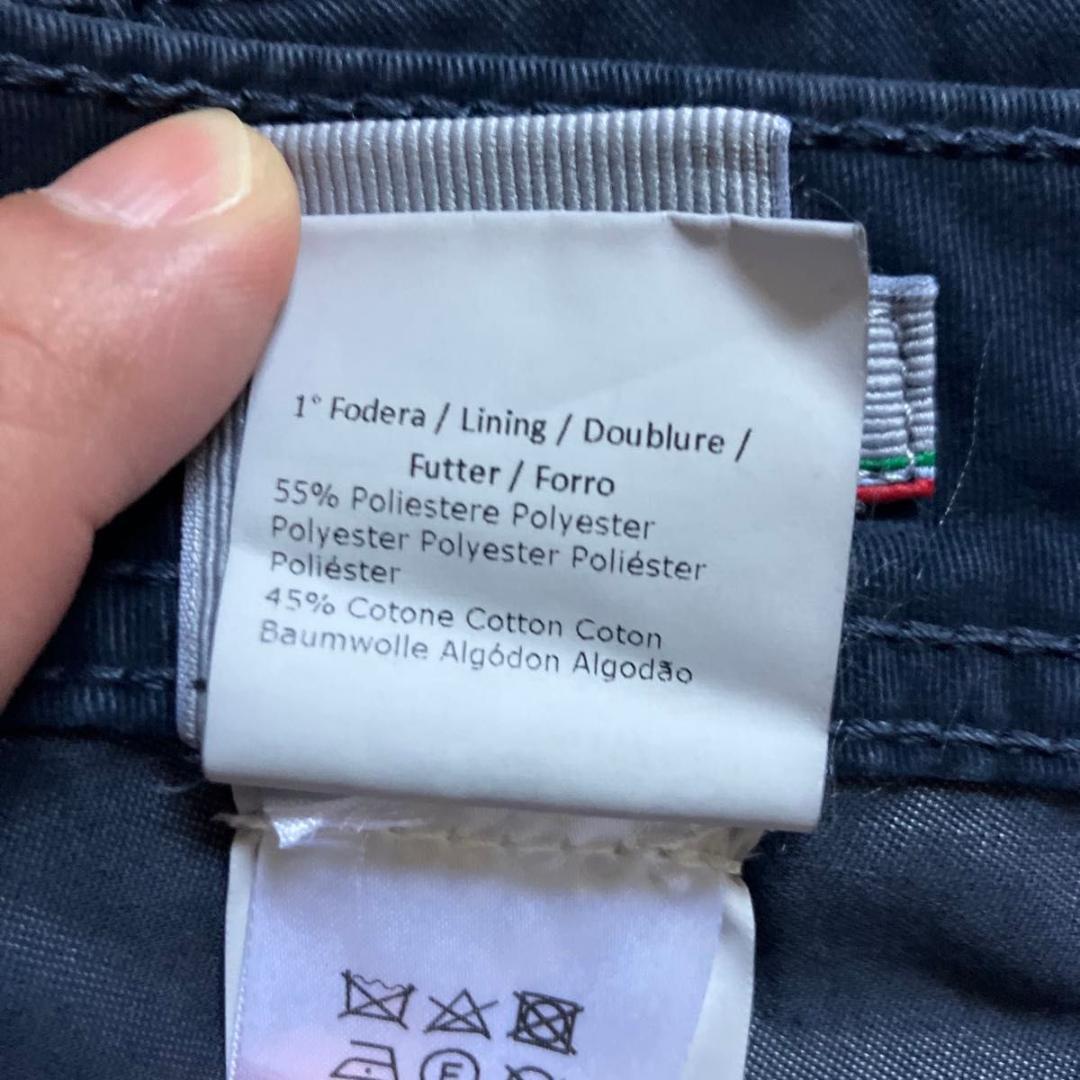 1° Fodera / Lining / Doublure /
Futter / Forro
55% Poliestere Polyester
Polyester Polyester Poliéster
Poliéster
45% Cotone Cotton Coton
Baumwolle Algódon Algodão
F